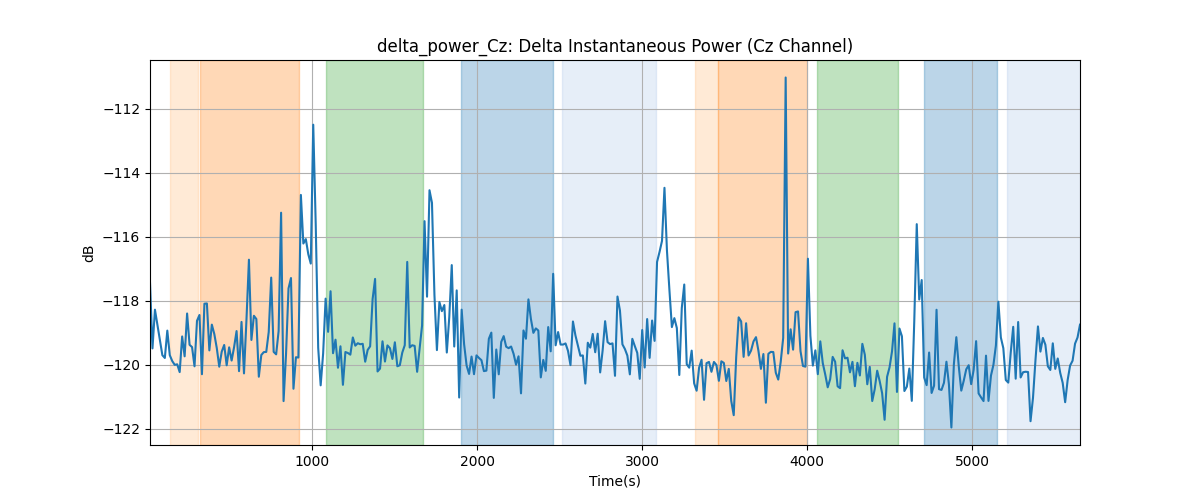 delta_power_Cz: Delta Instantaneous Power (Cz Channel)
dB
−112
−114
−116
−118
−120
−122
1000 2000 3000 4000 5000
Time(s)